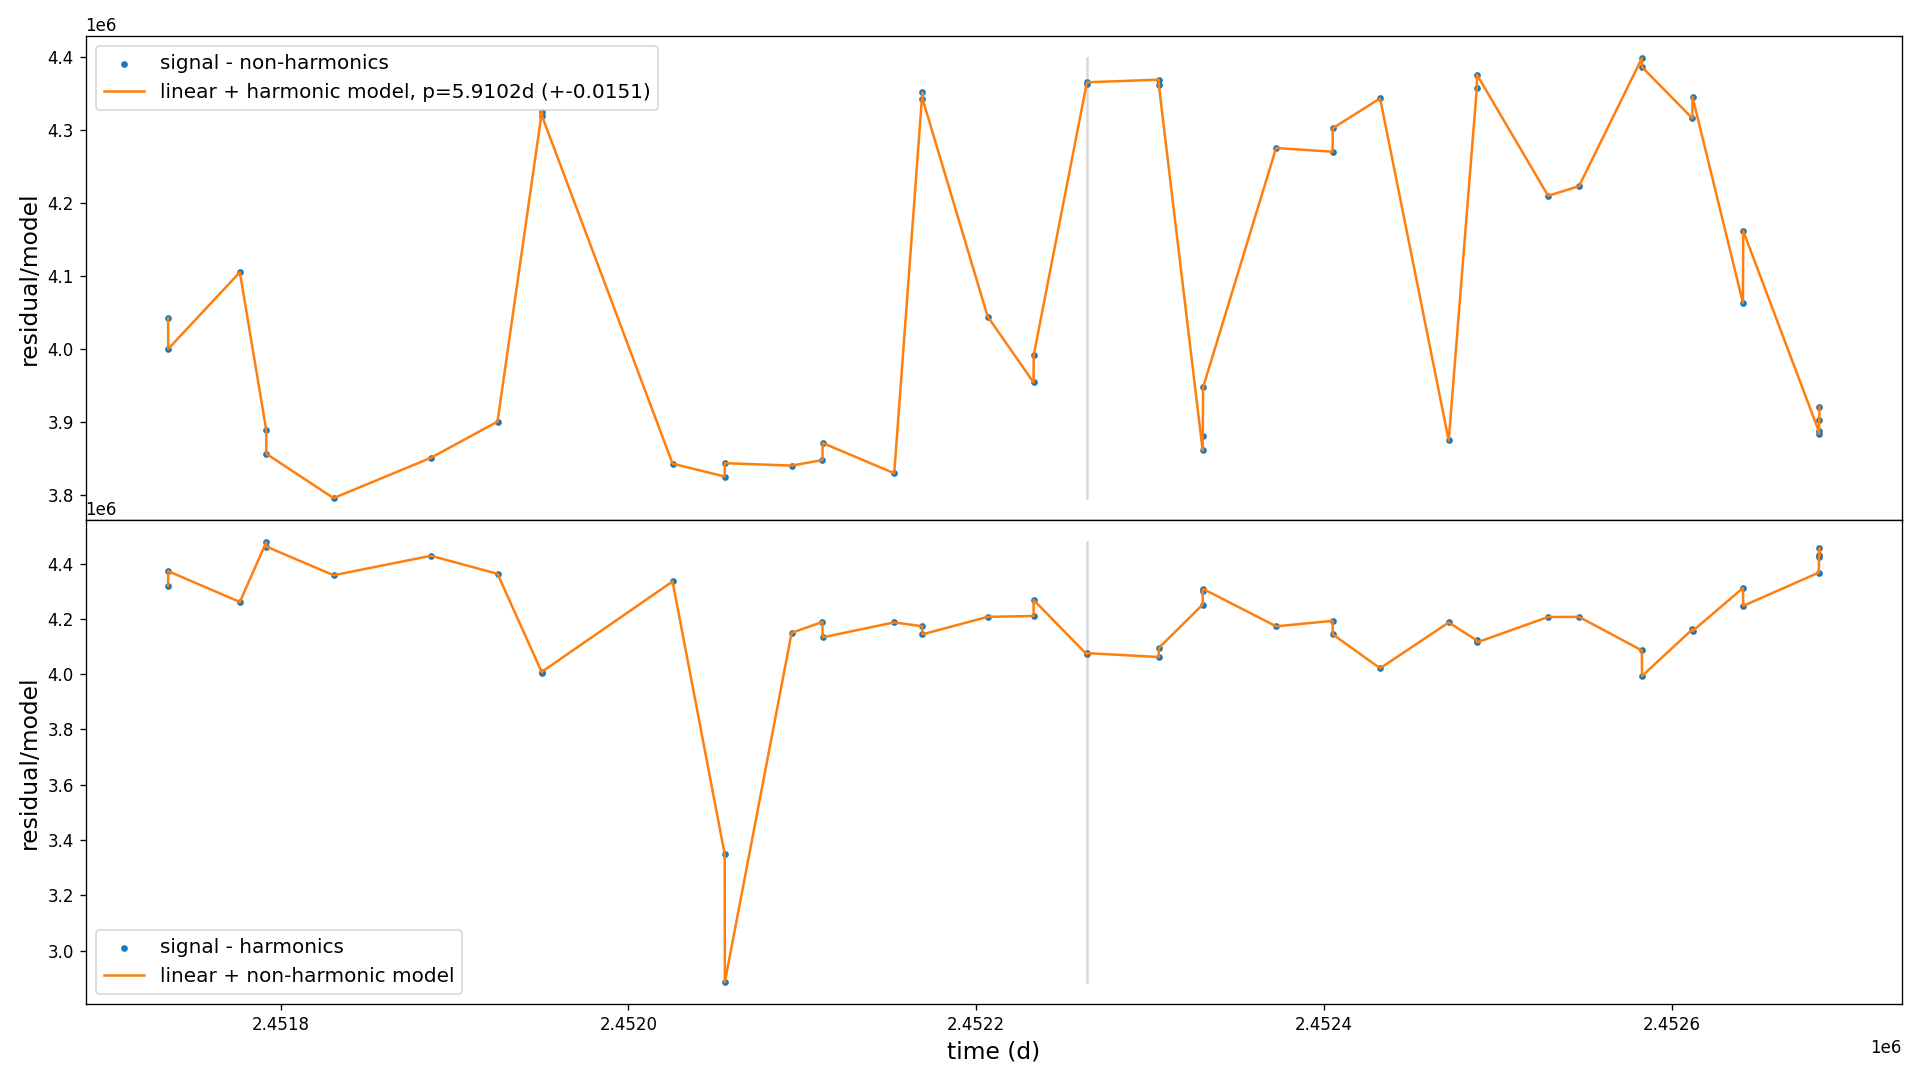 1e6
4.4
4.3
4.2
4.1
4.0
3.9
3.8
residual/model
signal - non-harmonics
linear + harmonic model, p=5.9102d (+-0.0151)
1e6
4.4
4.2
4.0
3.8
3.6
3.4
3.2
3.0
residual/model
signal - harmonics
linear + non-harmonic model
2.4518 2.4520 2.4522 2.4524 2.4526
time (d)
1e6